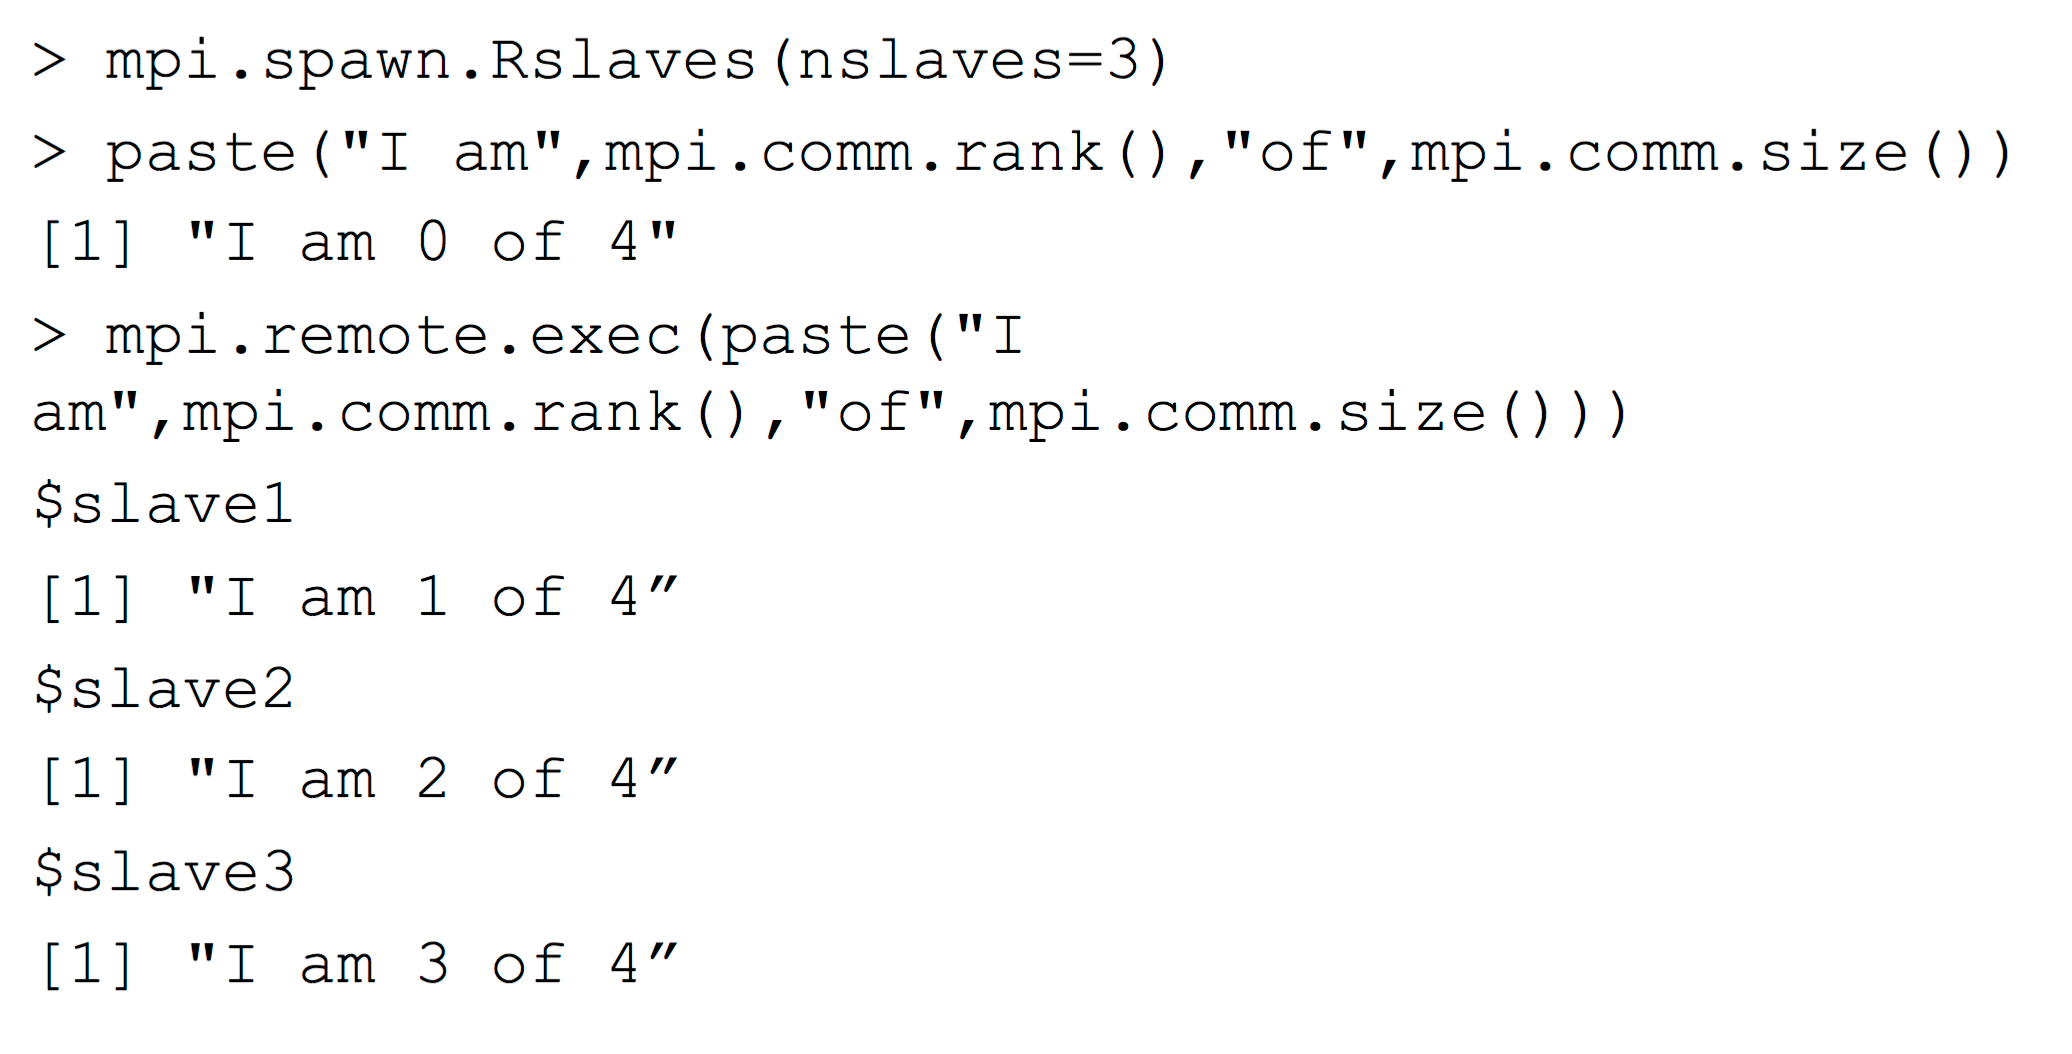 > mpi.spawn.Rslaves(nslaves=3)
> paste("I am",mpi.comm.rank(),"of",mpi.comm.size())
[1] "I am 0 of 4"
> mpi.remote.exec(paste("I
am",mpi.comm.rank(),"of",mpi.comm.size()))
$slave1
[1] "I am 1 of 4”
$slave2
[1] "I am 2 of 4”
$slave3
[1] "I am 3 of 4”